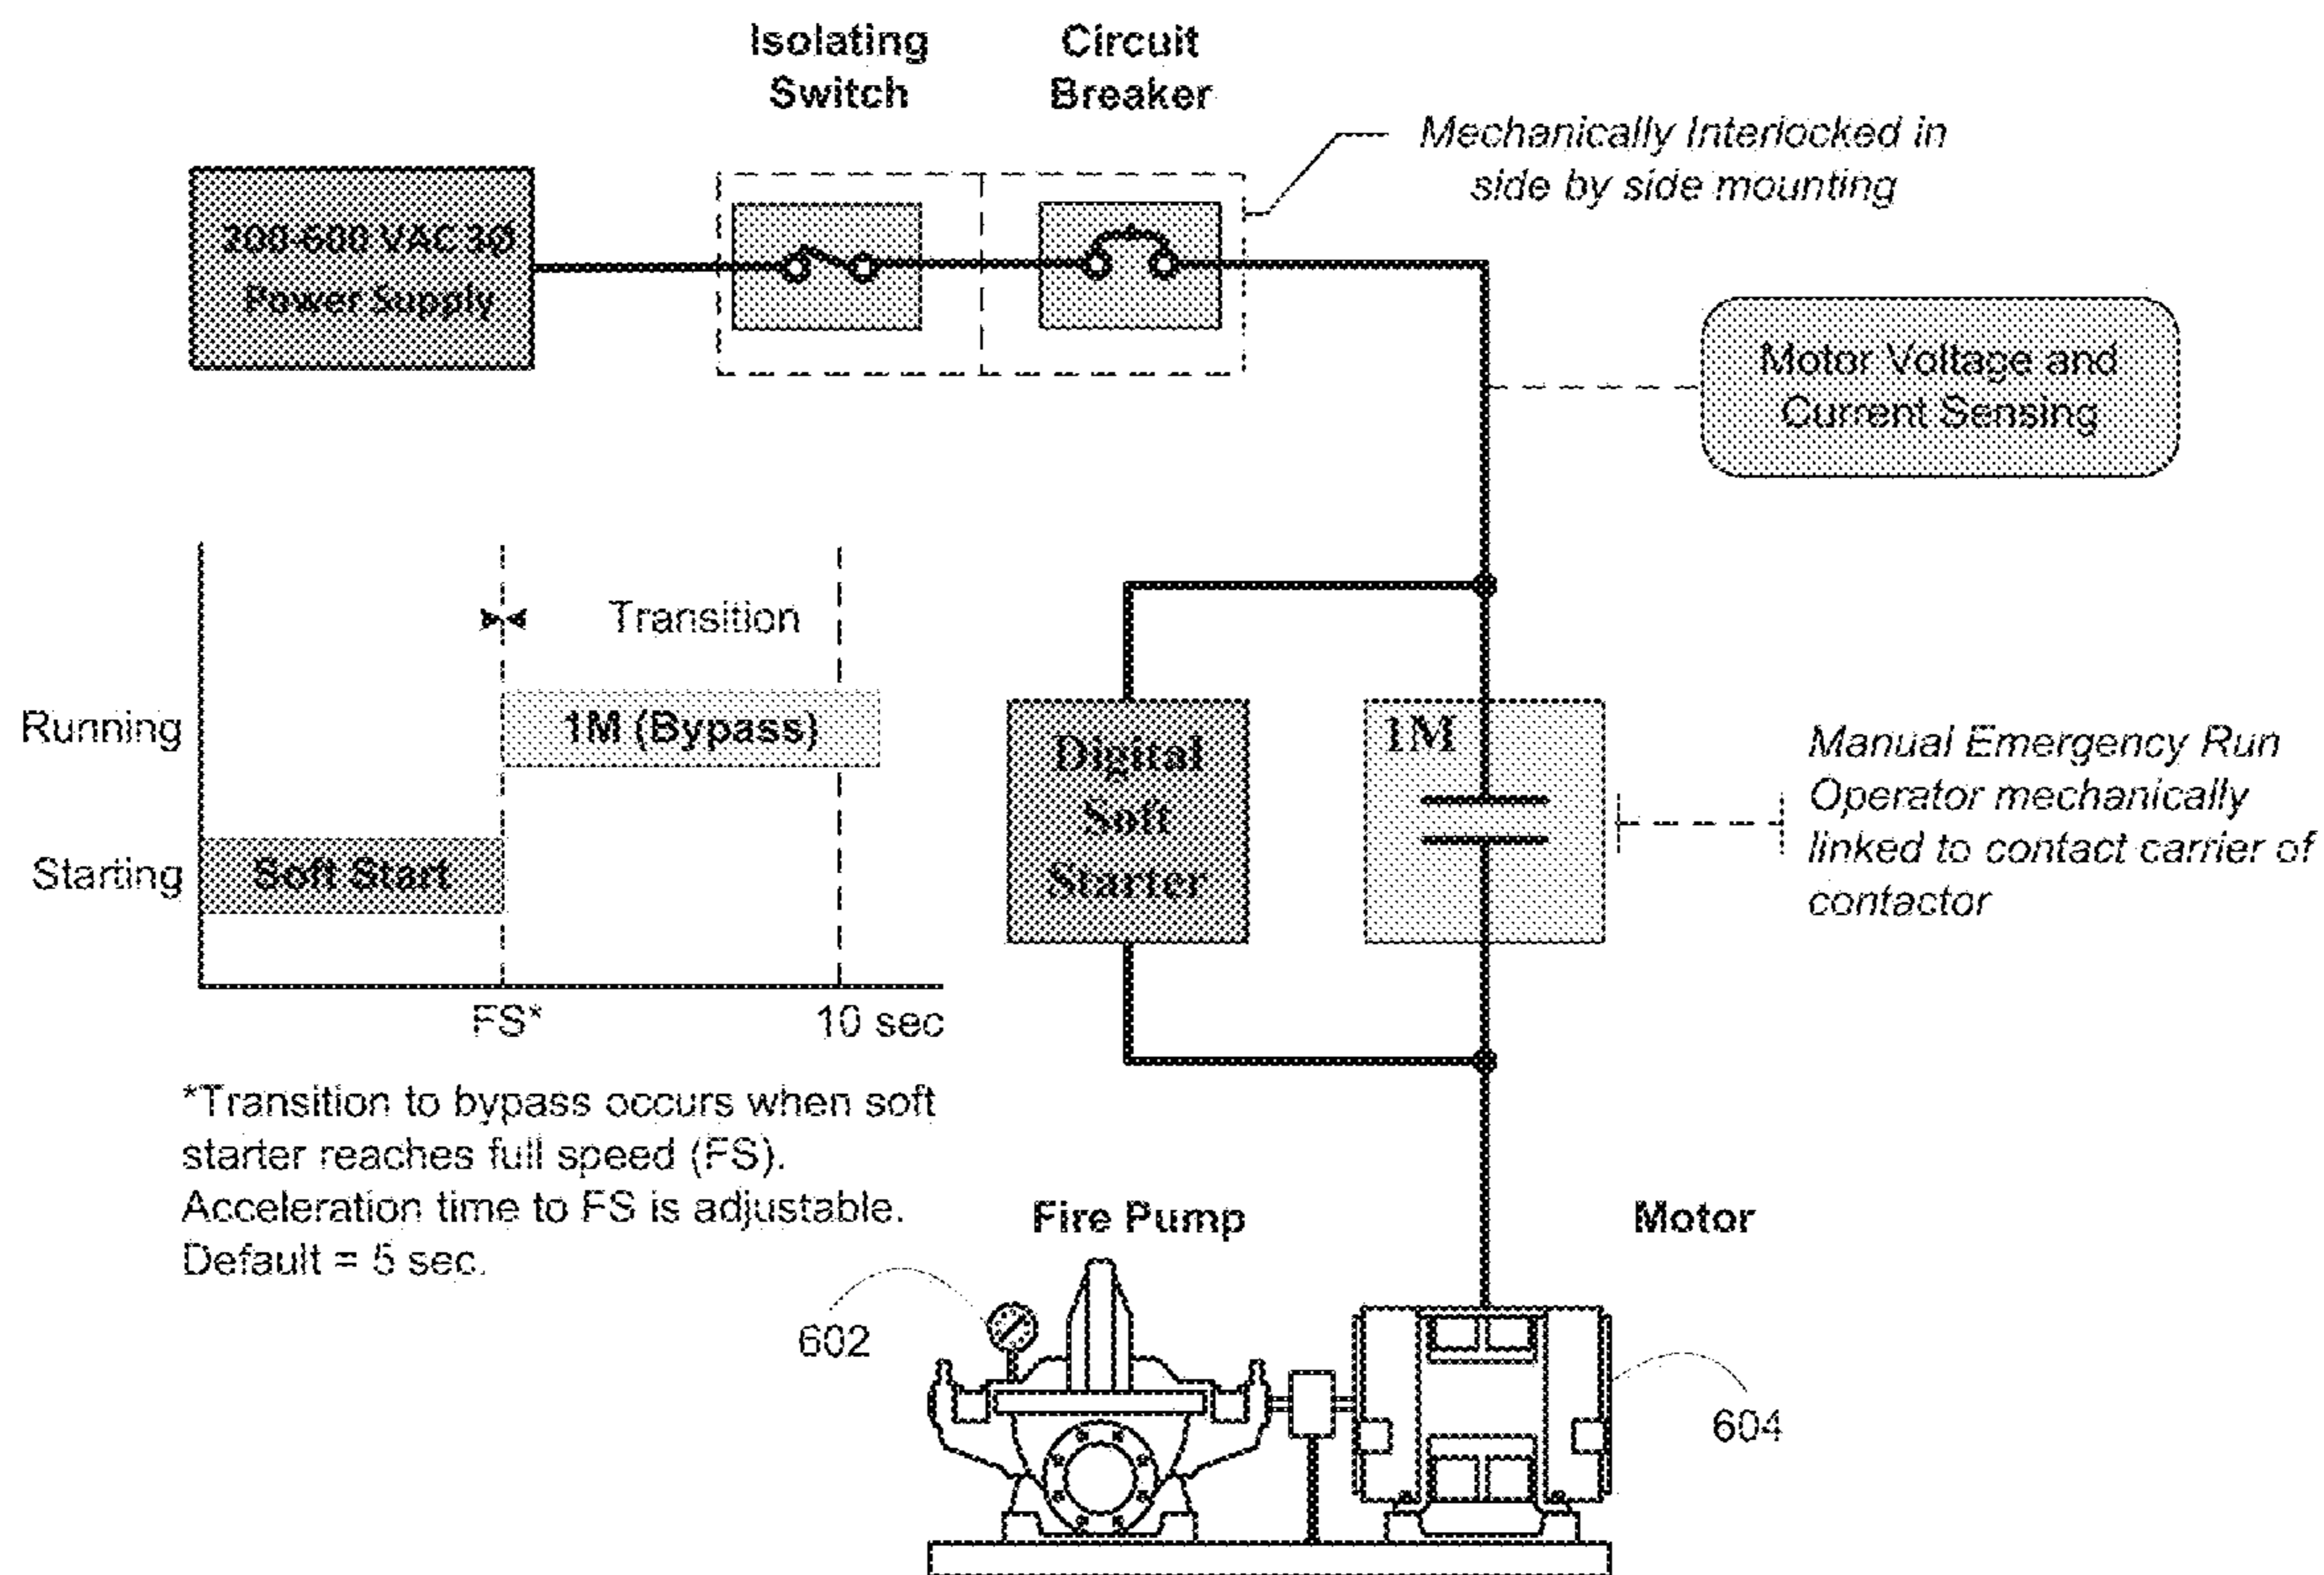 Isolating
Switch
Circuit
Breaker
Mechanically Interlocked in
side by side mounting
200-600 VAC 3Ø
Power Supply
Motor Voltage and
Current Sensing
Transition
Running
1M (Bypass)
Starting
Soft Start
FS*
10 sec
*Transition to bypass occurs when soft
starter reaches full speed (FS).
Acceleration time to FS is adjustable.
Default = 5 sec.
Digital
Soft
Starter
1M
Manual Emergency Run
Operator mechanically
linked to contact carrier of
contactor
Fire Pump
Motor
602
604